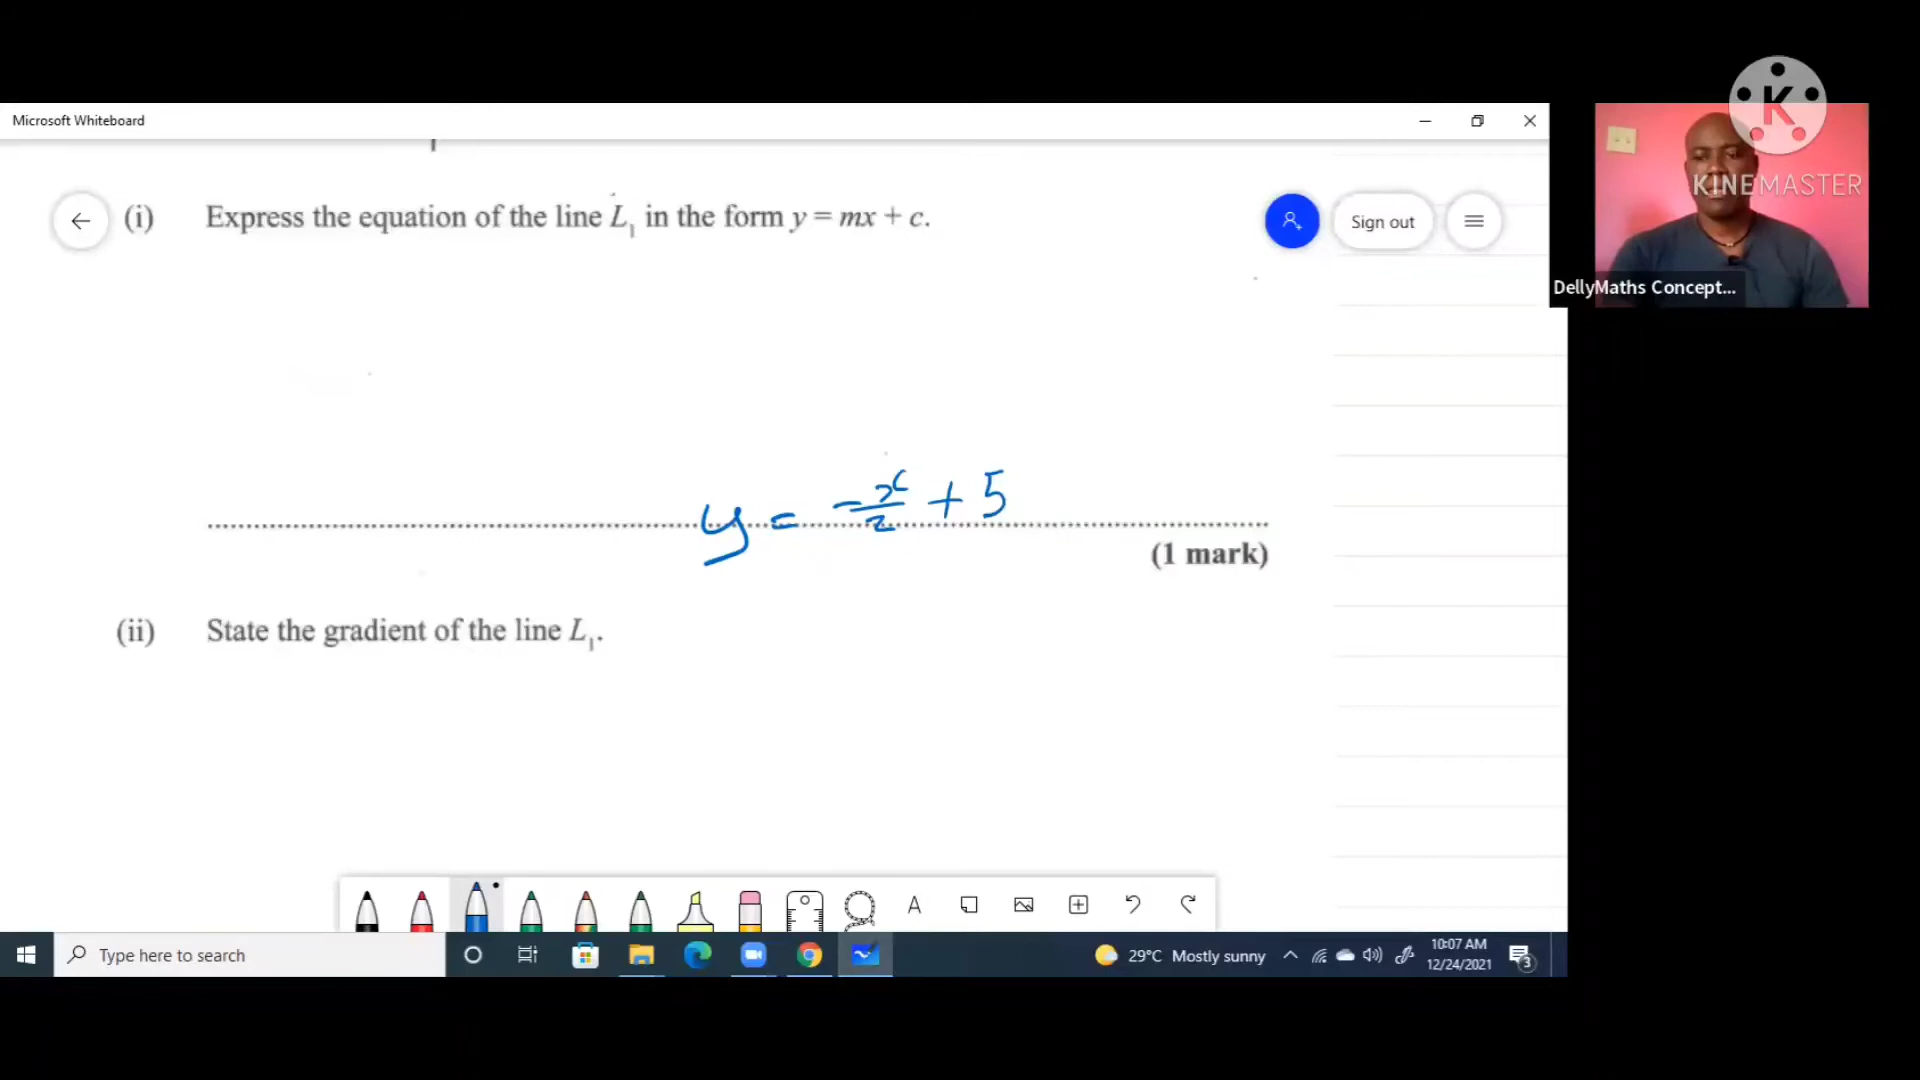 K
KINEMASTER
Microsoft Whiteboard
(i) Express the equation of the line L₁ in the form y = mx + c.
Sign out
DellyMaths Concept...
y = -x/2 + 5
(1 mark)
(ii) State the gradient of the line L₁.
A
Type here to search
29°C Mostly sunny
10:07 AM
12/24/2021
3